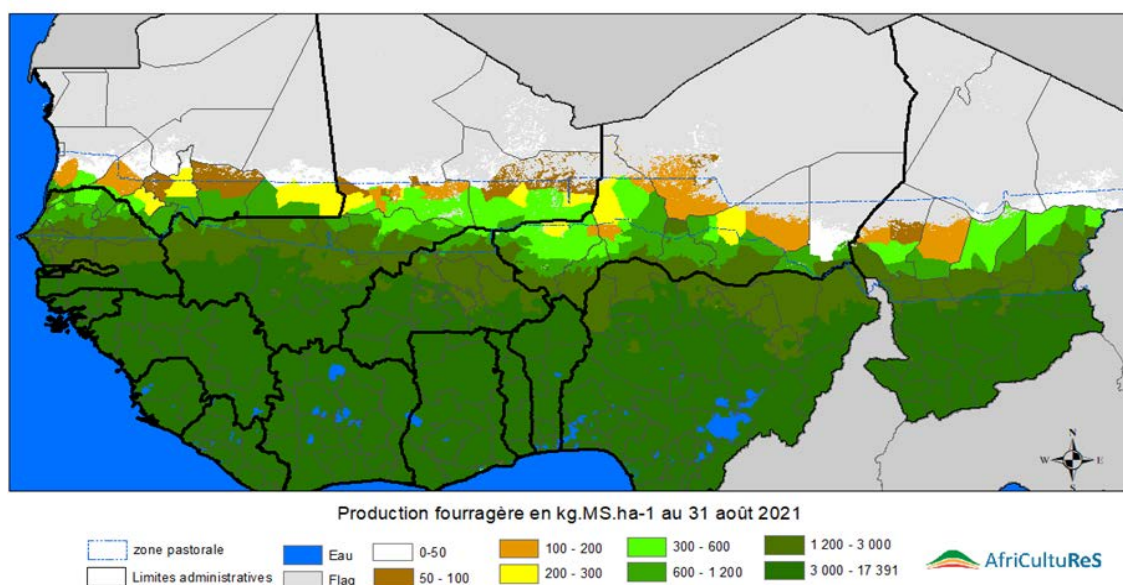 N
W E
S
Production fourragère en kg.MS.ha-1 au 31 août 2021
zone pastorale
Eau
0-50
100 - 200
300 - 600
1 200 - 3 000
Limites administratives
Flag
50 - 100
200 - 300
600 - 1 200
3 000 - 17 391
AfriCultuReS